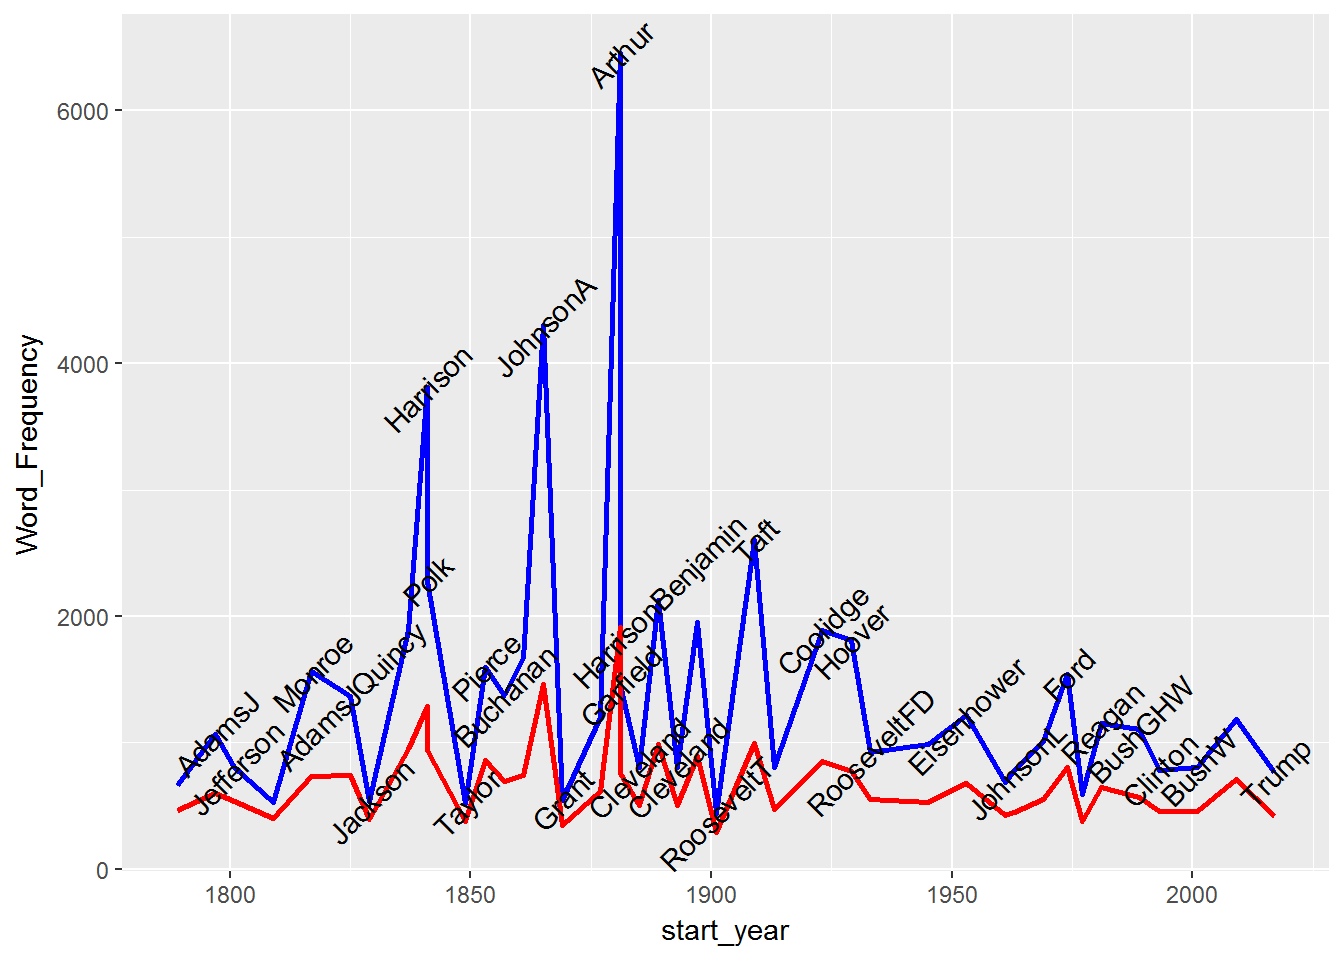 Arthur
6000
JohnsonA
4000
Harrison
Word_Frequency
Benjamin
Taft
Polk
2000
Harrison
Coolidge
Hoover
Monroe
AdamsJQuincy
Pierce
Buchanan
Garfield
Ford
AdamsJ
Jefferson
Jackson
Taylor
Grant
Cleveland
Cleveland
RooseveltT
RooseveltFD
Eisenhower
JohnsonL
Reagan
BushGHW
Clinton
BushW
Trump
0
1800 1850 1900 1950 2000
start_year